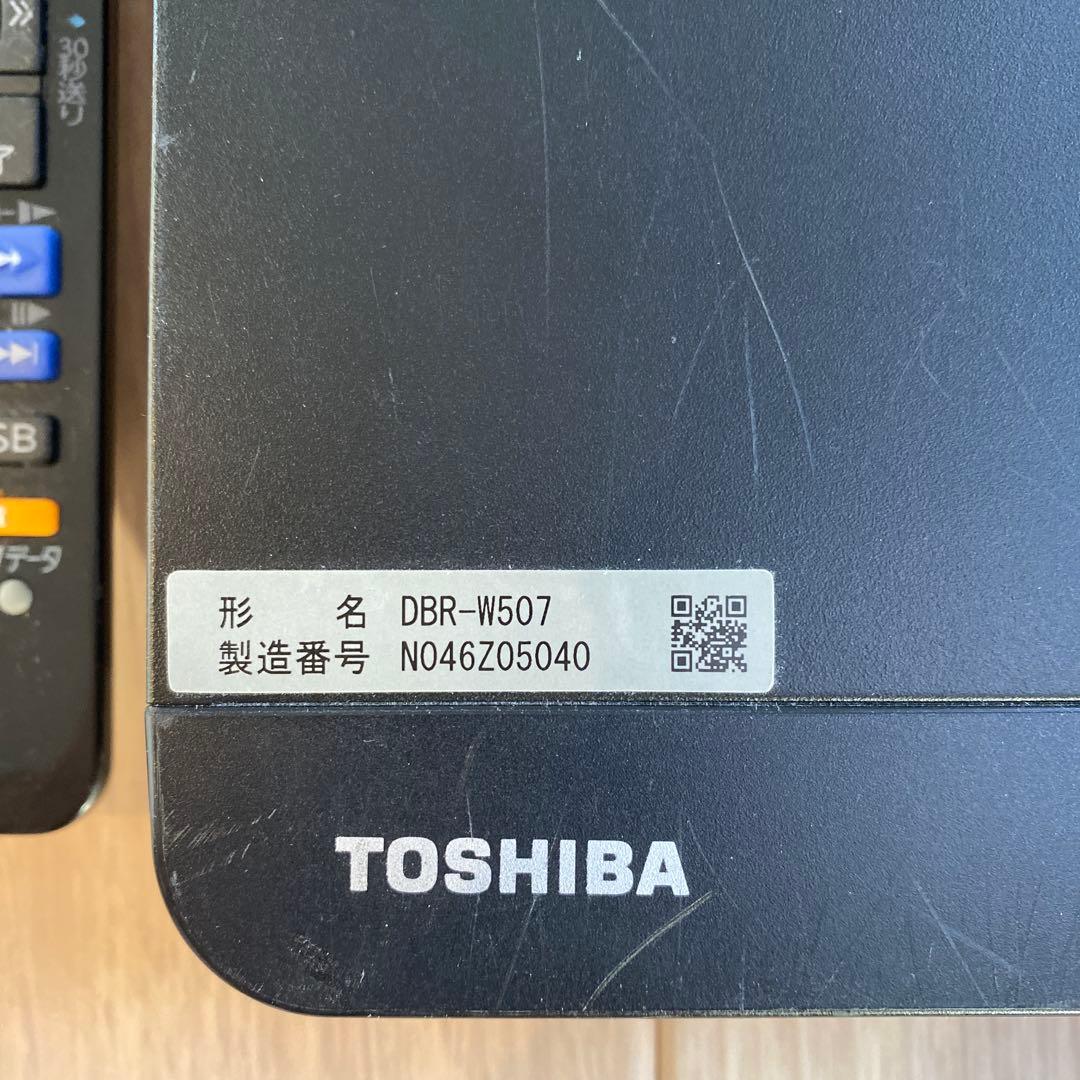 30秒送り
了
SB
データ
形 名 DBR-W507
製造番号 N046Z05040
TOSHIBA